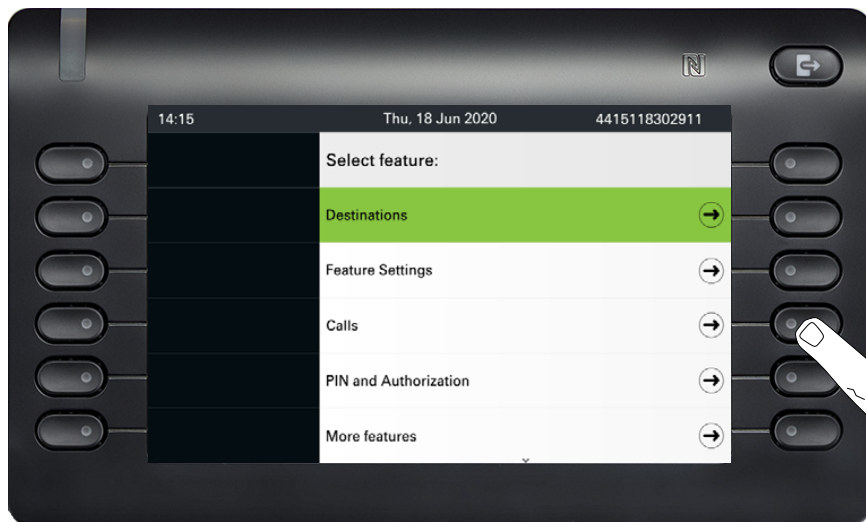 14:15 Thu, 18 Jun 2020 4415118302911
Select feature:
Destinations
Feature Settings
Calls
PIN and Authorization
More features